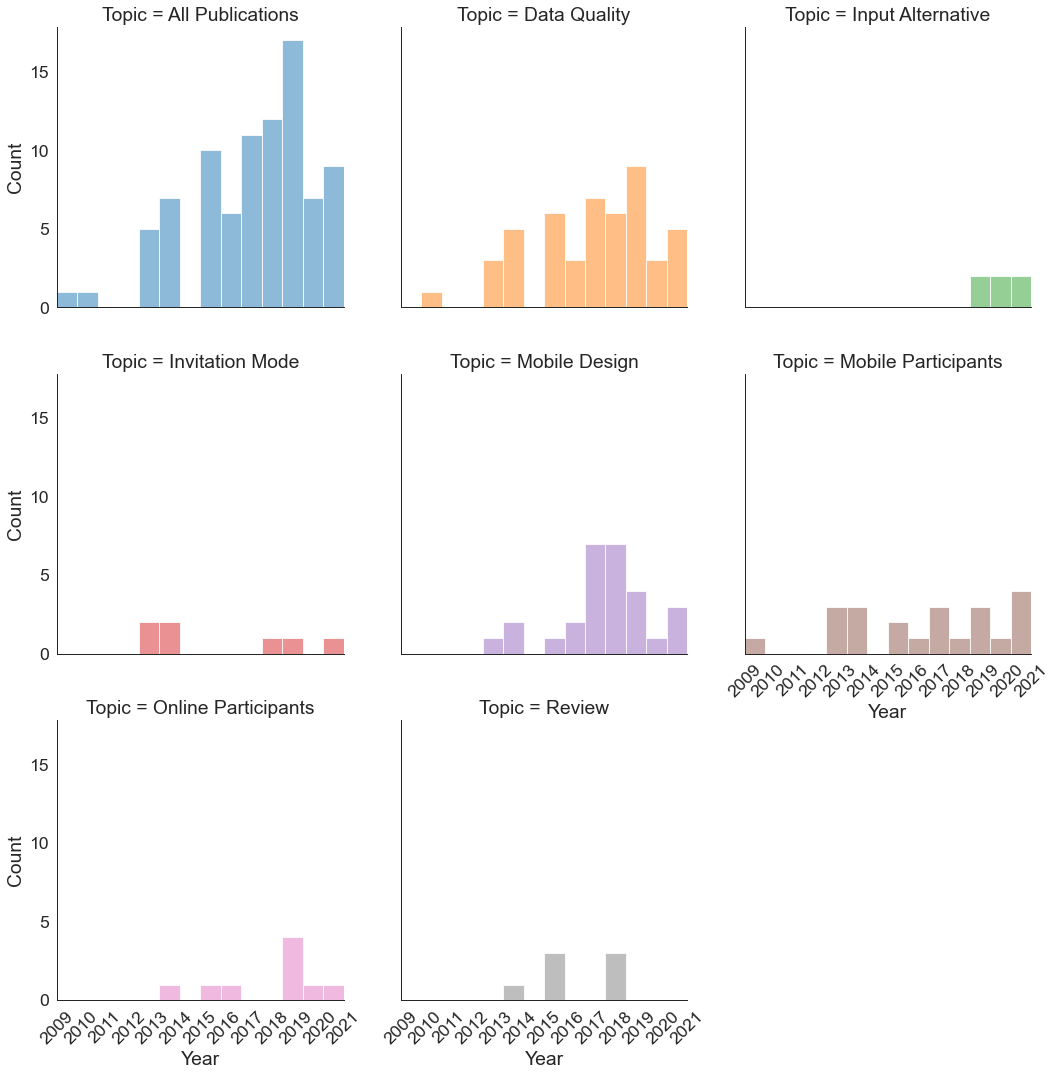 Topic = All Publications
Topic = Data Quality
Topic = Input Alternative
15
10
5
0
Count
Topic = Invitation Mode
Topic = Mobile Design
Topic = Mobile Participants
15
10
5
0
Count
2009 2010 2011 2012 2013 2014 2015 2016 2017 2018 2019 2020 2021
Year
Topic = Online Participants
Topic = Review
15
10
5
0
Count
2009 2010 2011 2012 2013 2014 2015 2016 2017 2018 2019 2020 2021
Year
2009 2010 2011 2012 2013 2014 2015 2016 2017 2018 2019 2020 2021
Year